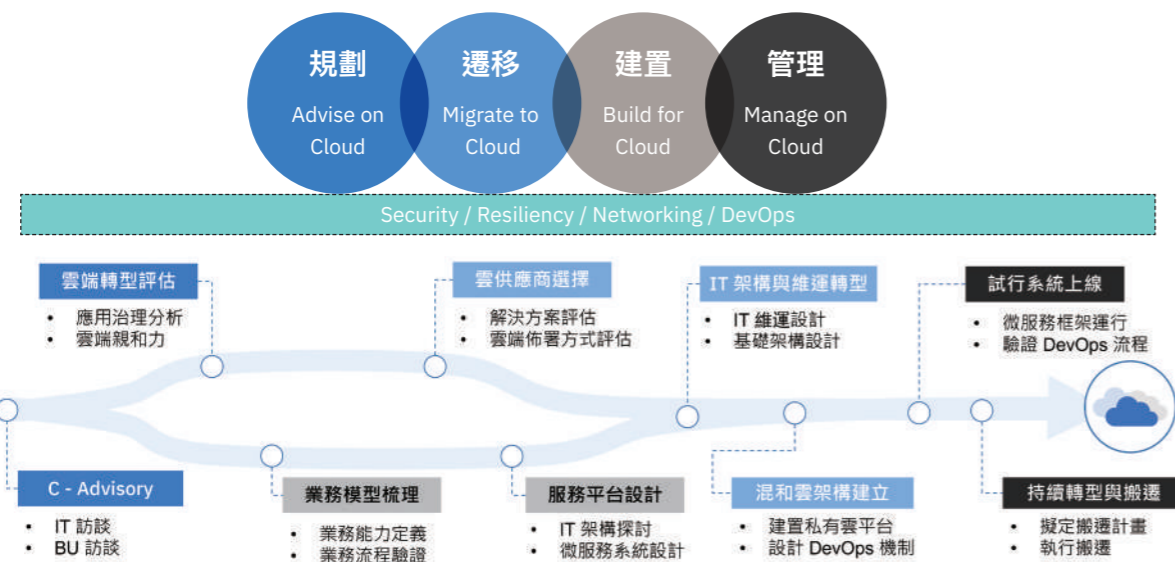 規劃
Advise on
Cloud
遷移
Migrate to
Cloud
建置
Build for
Cloud
管理
Manage on
Cloud
Security / Resiliency / Networking / DevOps
雲端轉型評估
• 應用治理分析
• 雲端親和力
雲供應商選擇
• 解決方案評估
• 雲端佈署方式評估
IT 架構與維運轉型
• IT 維運設計
• 基礎架構設計
試行系統上線
• 微服務框架運行
• 驗證 DevOps 流程
C - Advisory
• IT 訪談
• BU 訪談
業務模型梳理
• 業務能力定義
• 業務流程驗證
服務平台設計
• IT 架構探討
• 微服務系統設計
混和雲架構建立
• 建置私有雲平台
• 設計 DevOps 機制
持續轉型與搬遷
• 擬定搬遷計畫
• 執行搬遷